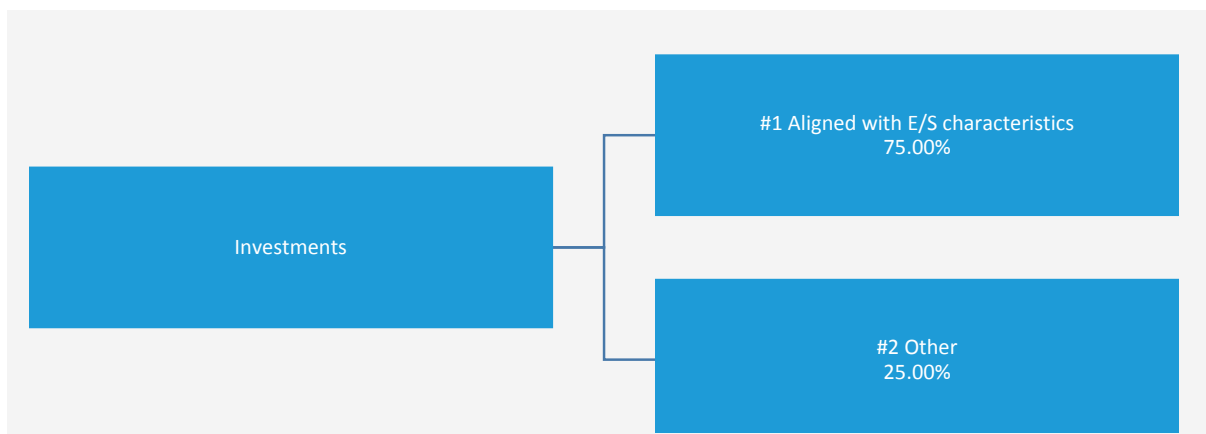 #1 Aligned with E/S characteristics
75.00%
Investments
#2 Other
25.00%